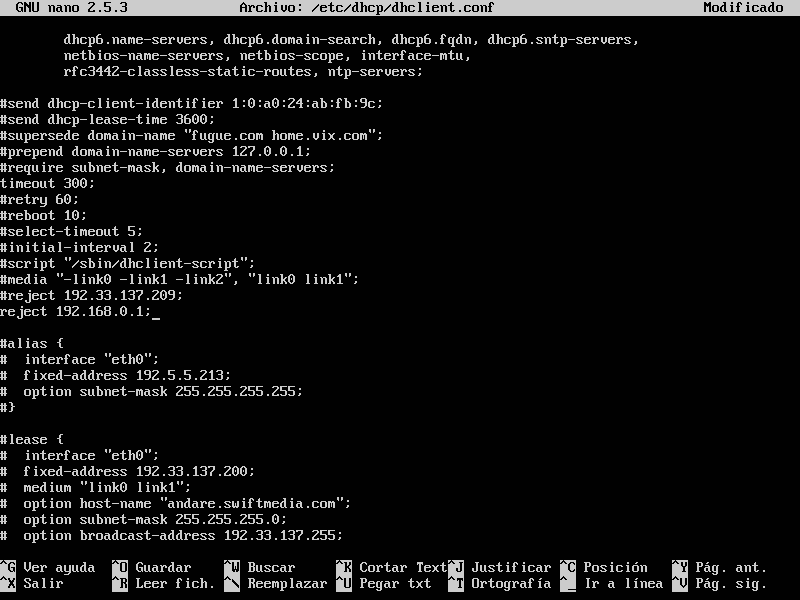 GNU nano 2.5.3 Archivo: /etc/dhcp/dhclient.conf Modificado
dhcp6.name-servers, dhcp6.domain-search, dhcp6.fqdn, dhcp6.sntp-servers,
netbios-name-servers, netbios-scope, interface-mtu,
rfc3442-classless-static-routes, ntp-servers;
#send dhcp-client-identifier 1:0:a0:24:ab:fb:9c;
#send dhcp-lease-time 3600;
#supersede domain-name "fugue.com home.vix.com";
#prepend domain-name-servers 127.0.0.1;
#require subnet-mask, domain-name-servers;
timeout 300;
#retry 60;
#reboot 10;
#select-timeout 5;
#initial-interval 2;
#script "/sbin/dhclient-script";
#media "-link0 -link1 -link2", "link0 link1";
#reject 192.33.137.209;
reject 192.168.0.1;_
#alias {
#  interface "eth0";
#  fixed-address 192.5.5.213;
#  option subnet-mask 255.255.255.255;
#}
#lease {
#  interface "eth0";
#  fixed-address 192.33.137.200;
#  medium "link0 link1";
#  option host-name "andare.swiftmedia.com";
#  option subnet-mask 255.255.255.0;
#  option broadcast-address 192.33.137.255;
^G Ver ayuda ^O Guardar ^W Buscar ^K Cortar Text ^J Justificar ^C Posición ^Y Pág. ant.
^X Salir ^R Leer fich. ^\ Reemplazar ^U Pegar txt ^T Ortografía ^_ Ir a línea ^V Pág. sig.